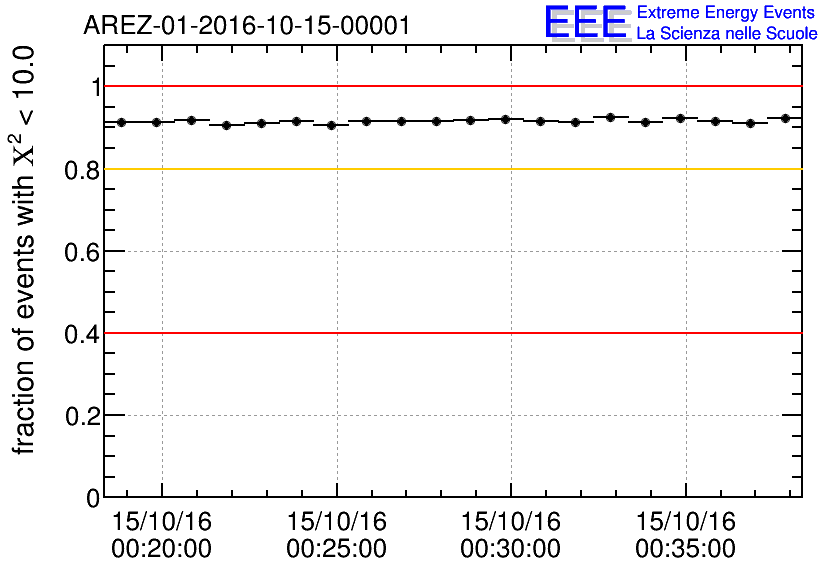 AREZ-01-2016-10-15-00001
EEE
Extreme Energy Events
La Scienza nelle Scuole
fraction of events with X² < 10.0
1
0.8
0.6
0.4
0.2
0
15/10/16 15/10/16 15/10/16 15/10/16
00:20:00 00:25:00 00:30:00 00:35:00